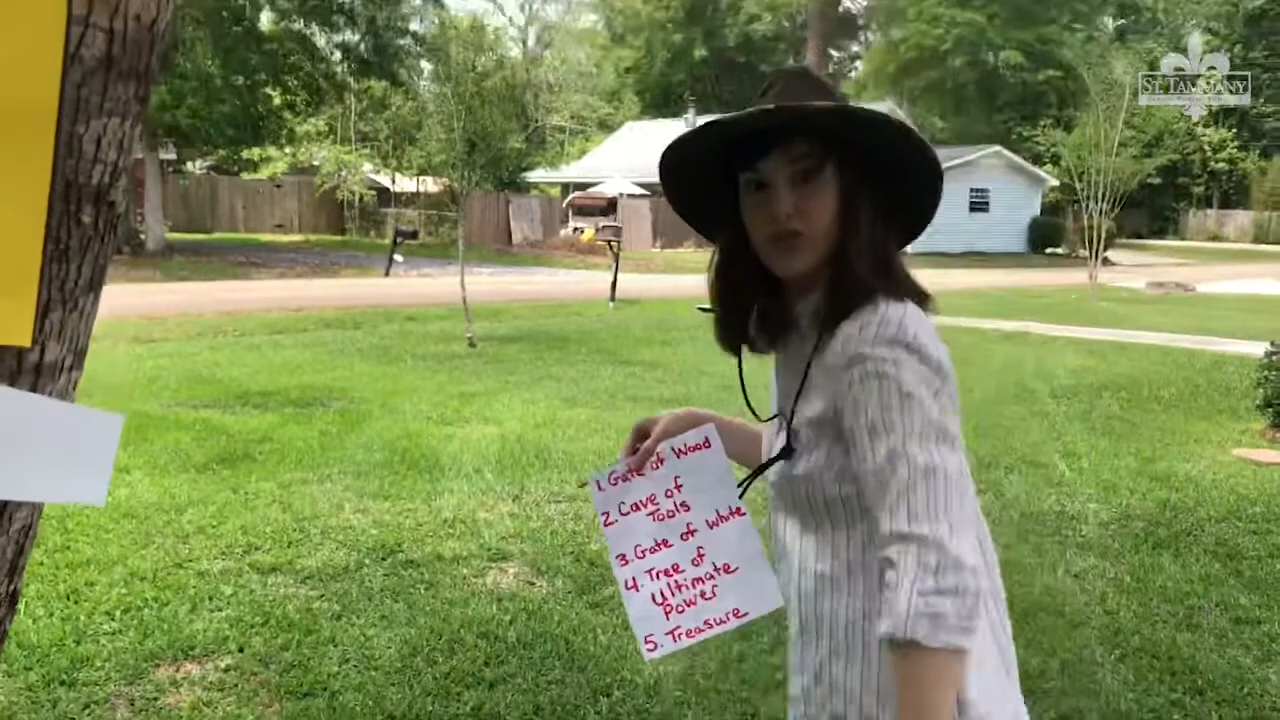 ST. TAMMANY
1. Gate of Wood
2. Cave of
Tools
3. Gate of White
4. Tree of
Ultimate
Power
5. Treasure